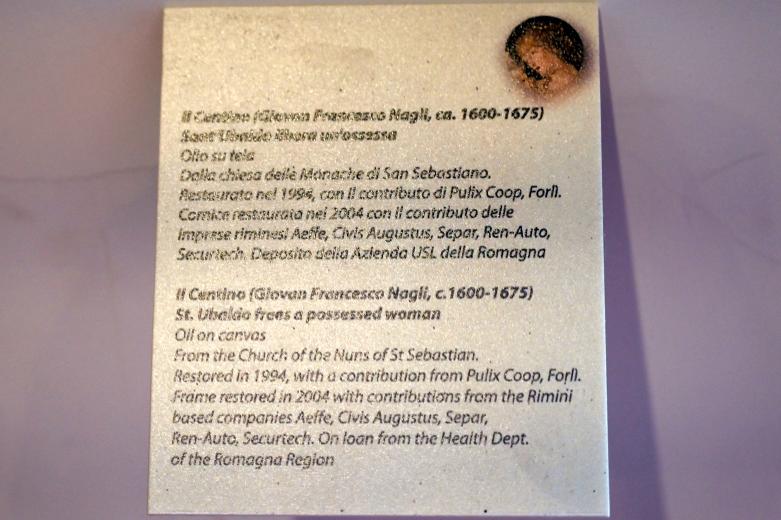 Il Centino (Giovan Francesco Nagli, ca. 1600-1675)
Sant'Ubaldo libera un'ossessa
Olio su tela
Dalla chiesa delle Monache di San Sebastiano.
Restaurato nel 1994, con il contributo di Pulix Coop, Forlì.
Cornice restaurata nel 2004 con il contributo delle
imprese riminesi Aeffe, Civis Augustus, Separ, Ren-Auto,
Securtech. Deposito della Azienda USL della Romagna
Il Centino (Giovan Francesco Nagli, c.1600-1675)
St. Ubaldo frees a possessed woman
Oil on canvas
From the Church of the Nuns of St Sebastian.
Restored in 1994, with a contribution from Pulix Coop, Forlì.
Frame restored in 2004 with contributions from the Rimini
based companies Aeffe, Civis Augustus, Separ,
Ren-Auto, Securtech. On loan from the Health Dept.
of the Romagna Region